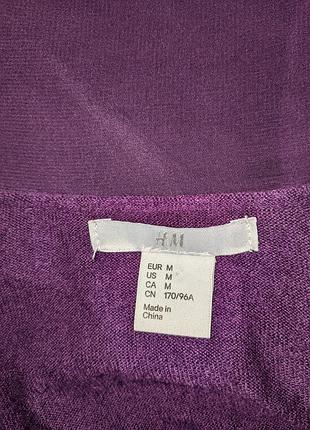 H&M
EUR M
US M
CA M
CN 170/96A
Made in
China